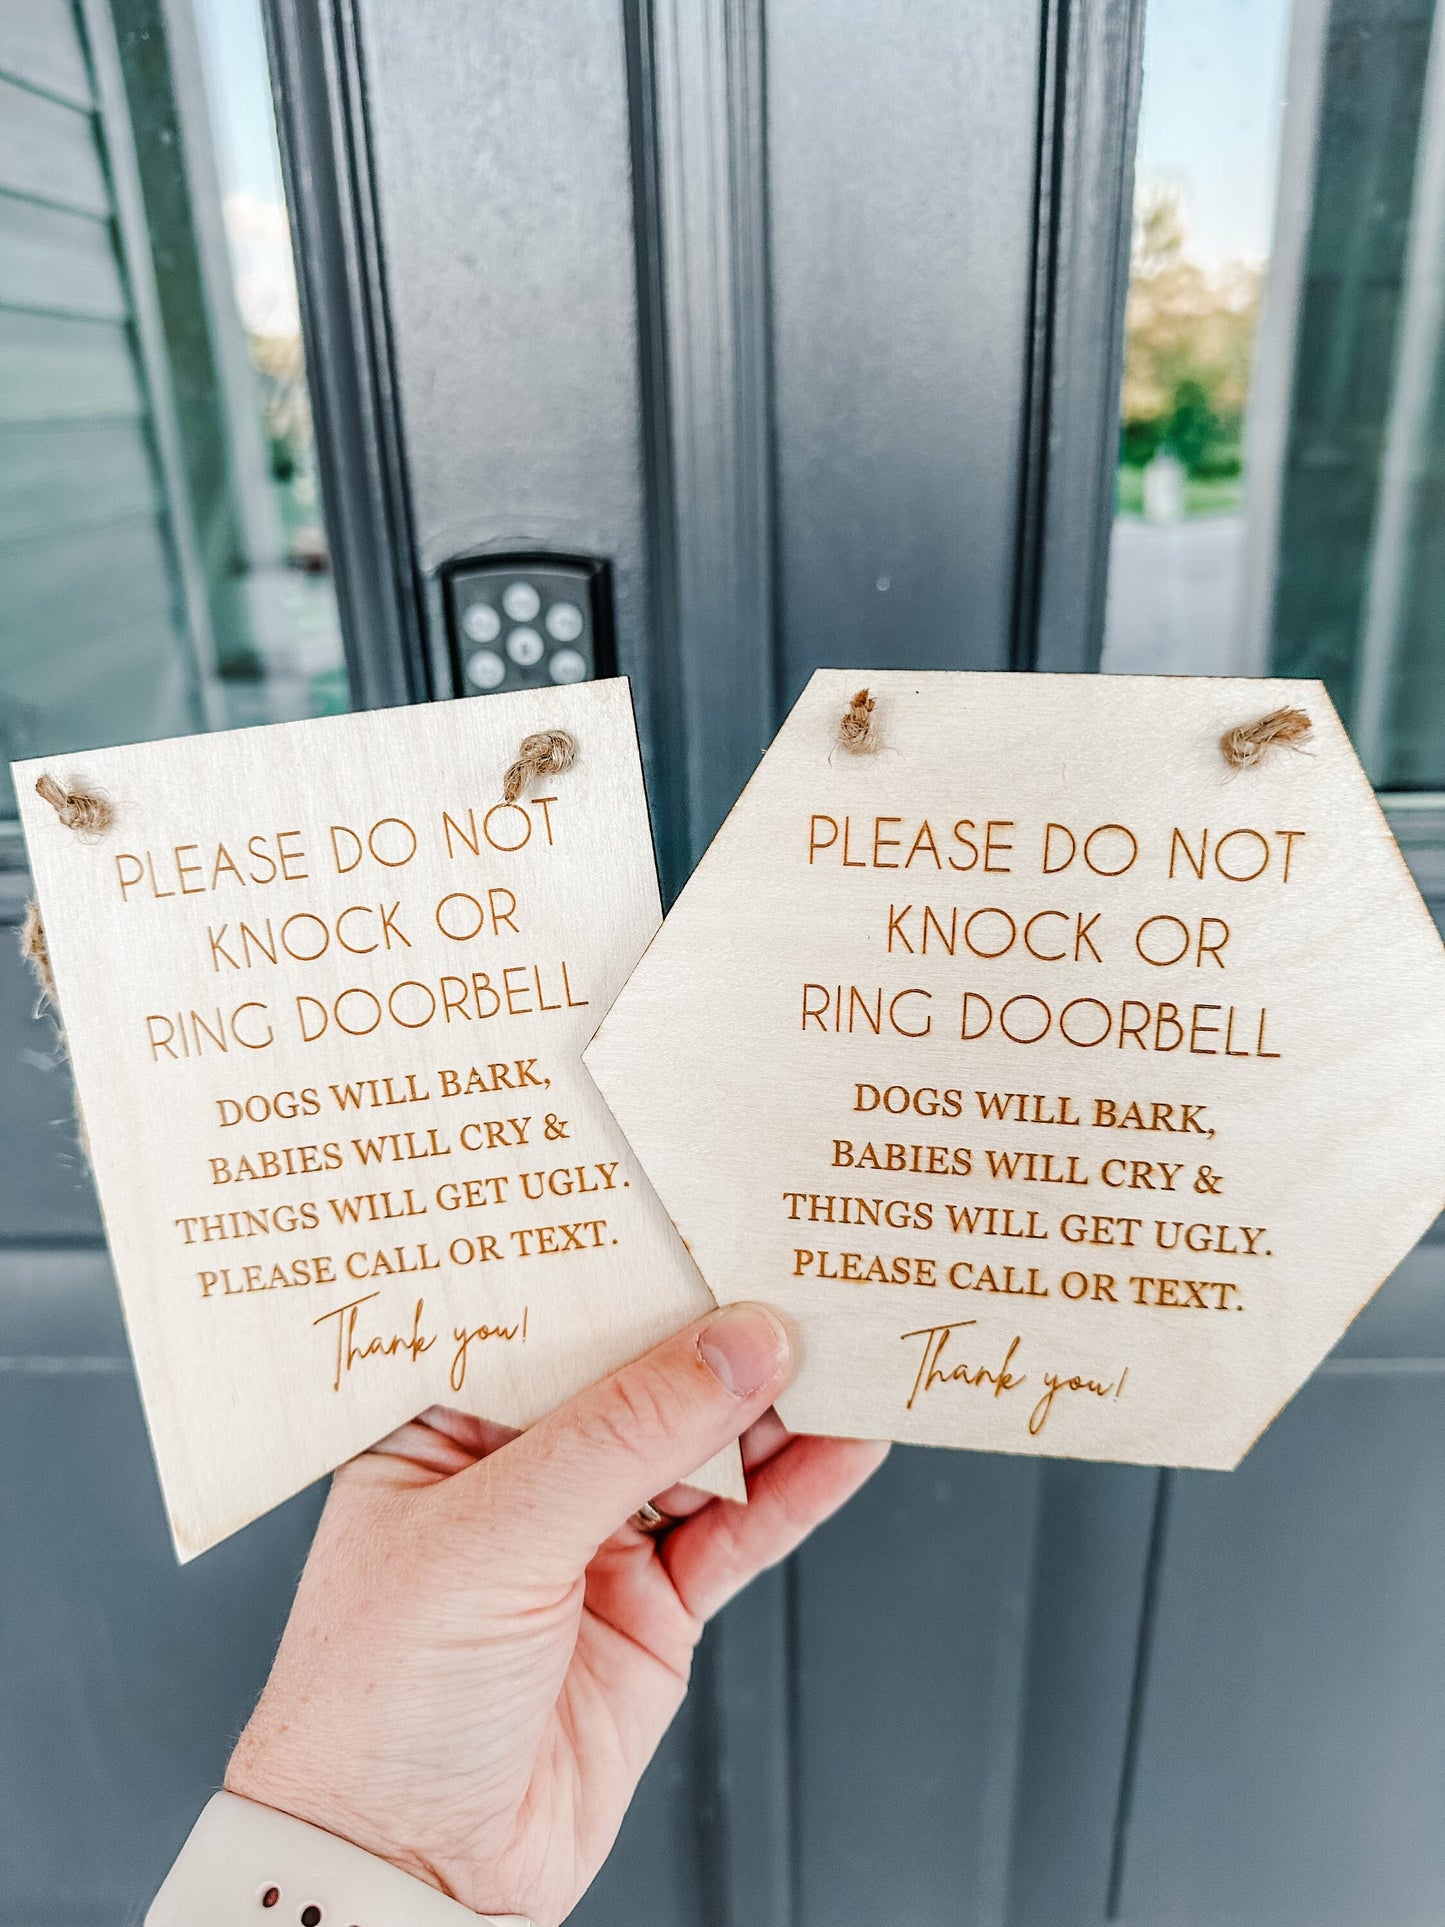 PLEASE DO NOT
KNOCK OR
RING DOORBELL
DOGS WILL BARK,
BABIES WILL CRY &
THINGS WILL GET UGLY.
PLEASE CALL OR TEXT.
Thank you!
PLEASE DO NOT
KNOCK OR
RING DOORBELL
DOGS WILL BARK,
BABIES WILL CRY &
THINGS WILL GET UGLY.
PLEASE CALL OR TEXT.
Thank you!